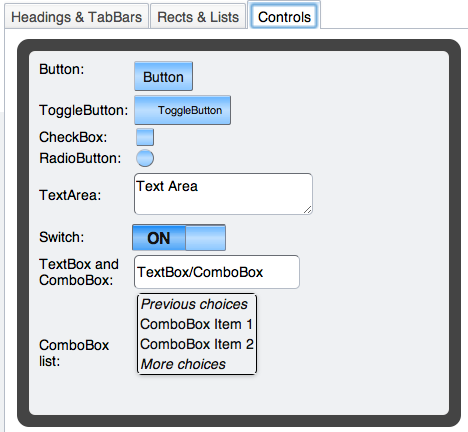 Headings & TabBars Rects & Lists Controls
Button: Button
ToggleButton: ToggleButton
CheckBox:
RadioButton:
TextArea: Text Area
Switch: ON
TextBox and
ComboBox: TextBox/ComboBox
Previous choices
ComboBox Item 1
ComboBox Item 2
More choices
ComboBox
list: